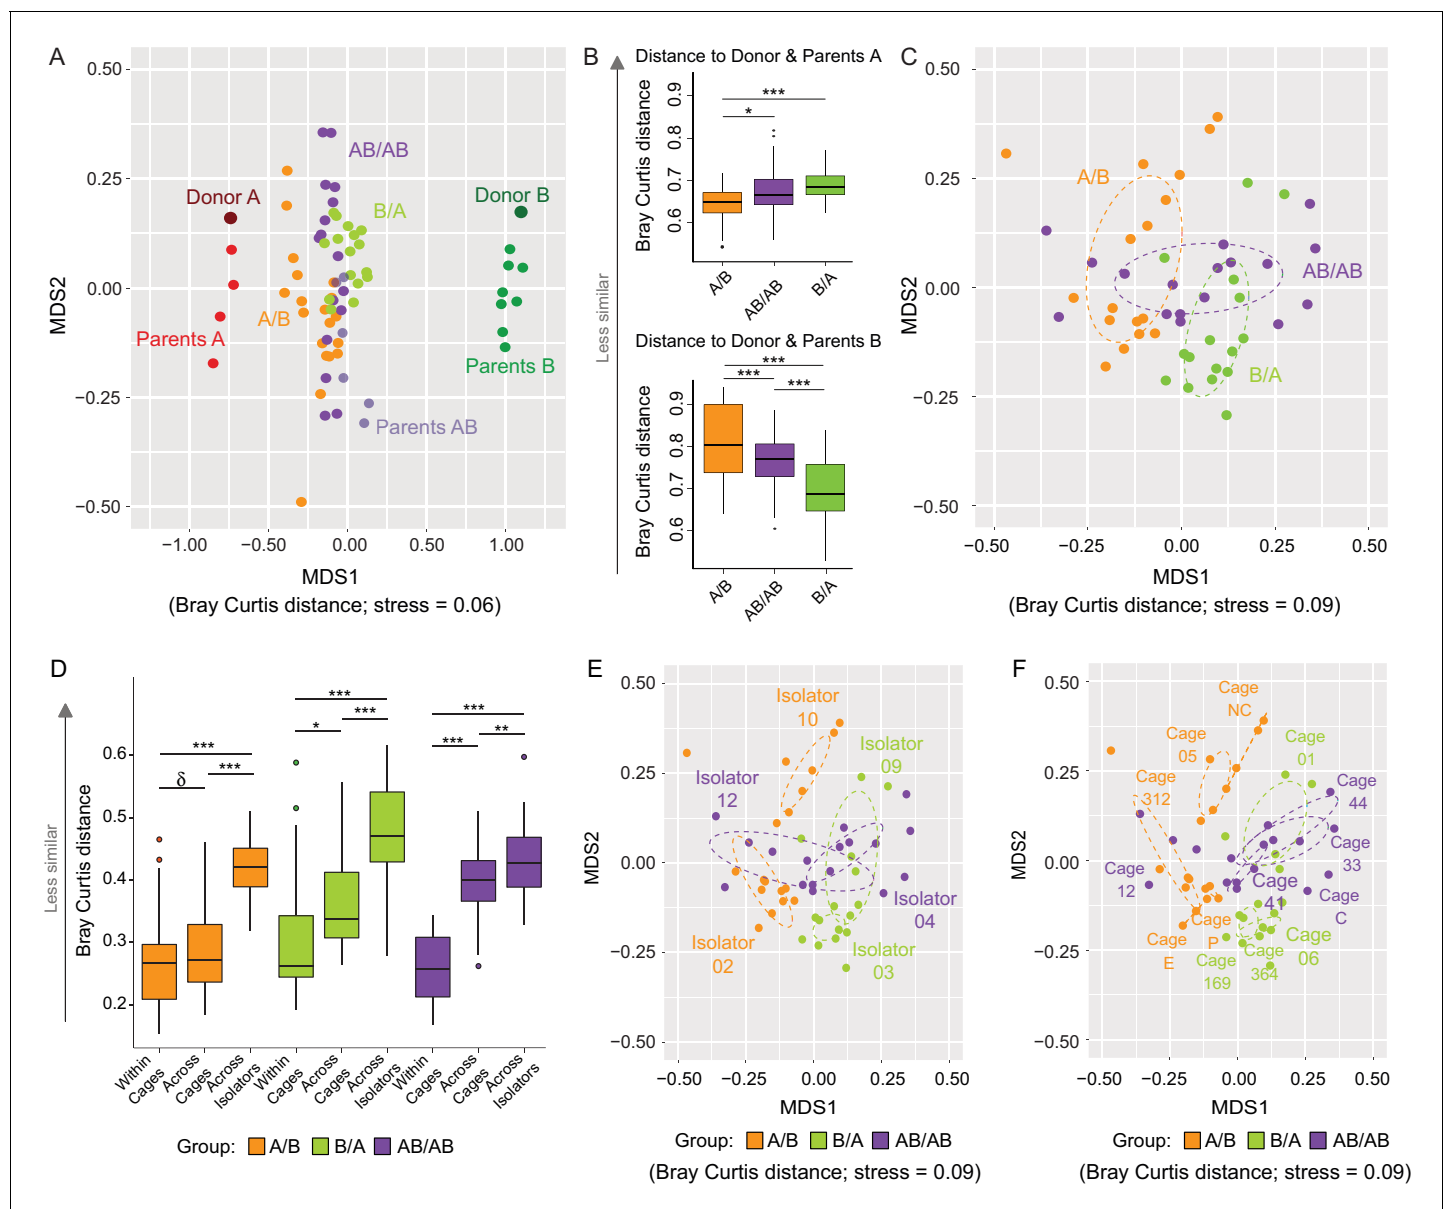 A
0.50
0.25
0.00
−0.25
−0.50
MDS2
Donor A
Parents A
A/B
AB/AB
B/A
Parents AB
Donor B
Parents B
−1.00
−0.50
0.00
0.50
1.00
MDS1
(Bray Curtis distance; stress = 0.06)
B
Less similar
Distance to Donor & Parents A
Bray Curtis distance
0.9
0.8
0.7
0.6
***
*
A/B
AB/AB
B/A
Distance to Donor & Parents B
Bray Curtis distance
0.9
0.8
0.7
0.6
***
***
***
A/B
AB/AB
B/A
C
0.50
0.25
0.00
−0.25
−0.50
MDS2
A/B
AB/AB
B/A
−0.50
−0.25
0.00
0.25
0.50
MDS1
(Bray Curtis distance; stress = 0.09)
D
Less similar
Bray Curtis distance
0.6
0.5
0.4
0.3
0.2
***
δ
***
***
*
***
***
***
**
Within
Cages
Across
Cages
Across
Isolators
Within
Cages
Across
Cages
Across
Isolators
Within
Cages
Across
Cages
Across
Isolators
Group: A/B B/A AB/AB
E
0.50
0.25
0.00
−0.25
−0.50
MDS2
Isolator
10
Isolator
09
Isolator
12
Isolator
04
Isolator
02
Isolator
03
−0.50
−0.25
0.00
0.25
0.50
MDS1
Group: A/B B/A AB/AB
(Bray Curtis distance; stress = 0.09)
F
0.50
0.25
0.00
−0.25
−0.50
MDS2
Cage
NC
Cage
05
Cage
01
Cage
312
Cage
44
Cage
33
Cage
12
Cage
41
Cage
C
Cage
P
Cage
E
Cage
169
Cage
364
Cage
06
−0.50
−0.25
0.00
0.25
0.50
MDS1
Group: A/B B/A AB/AB
(Bray Curtis distance; stress = 0.09)